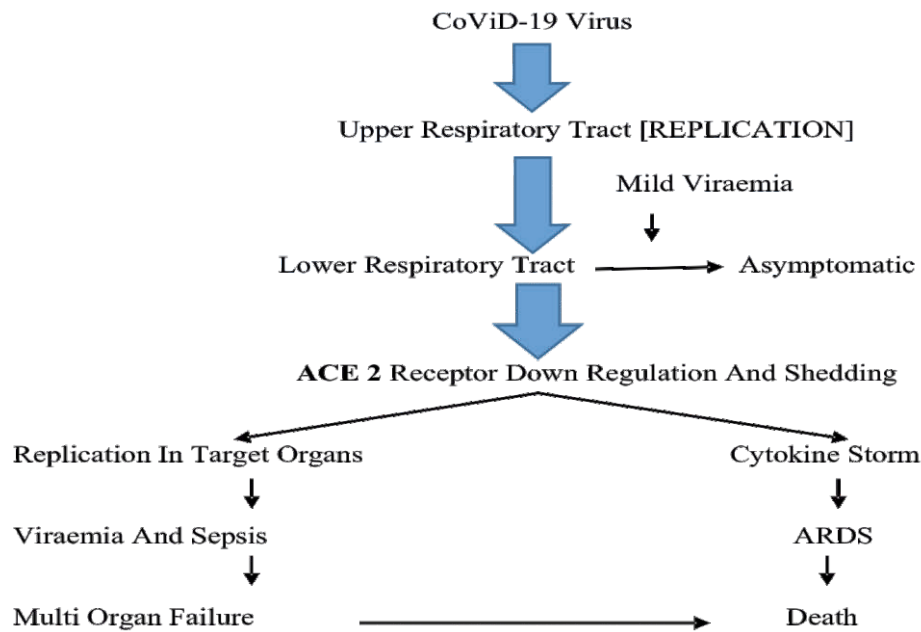 CoViD-19 Virus
Upper Respiratory Tract [REPLICATION]
Mild Viraemia
Lower Respiratory Tract
Asymptomatic
ACE 2 Receptor Down Regulation And Shedding
Replication In Target Organs
Cytokine Storm
Viraemia And Sepsis
ARDS
Multi Organ Failure
Death